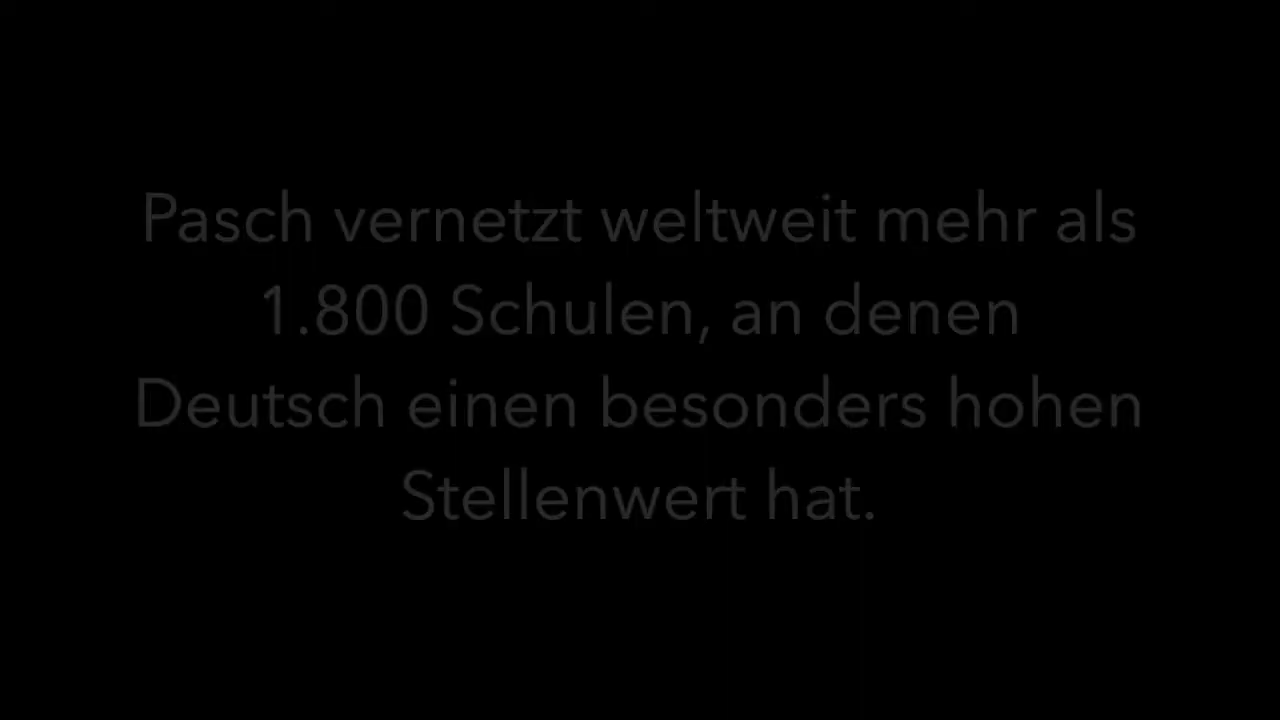 Pasch vernetzt weltweit mehr als
1.800 Schulen, an denen
Deutsch einen besonders hohen
Stellenwert hat.